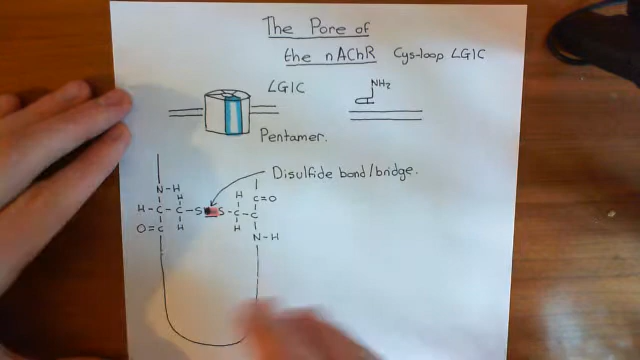 The Pore of
the nAChR Cys-loop LGIC
LGIC
NH2
Pentamer.
Disulfide bond/bridge.
N-H
H H C=O
H-C-C-S S-C-C
O=C H H
N-H